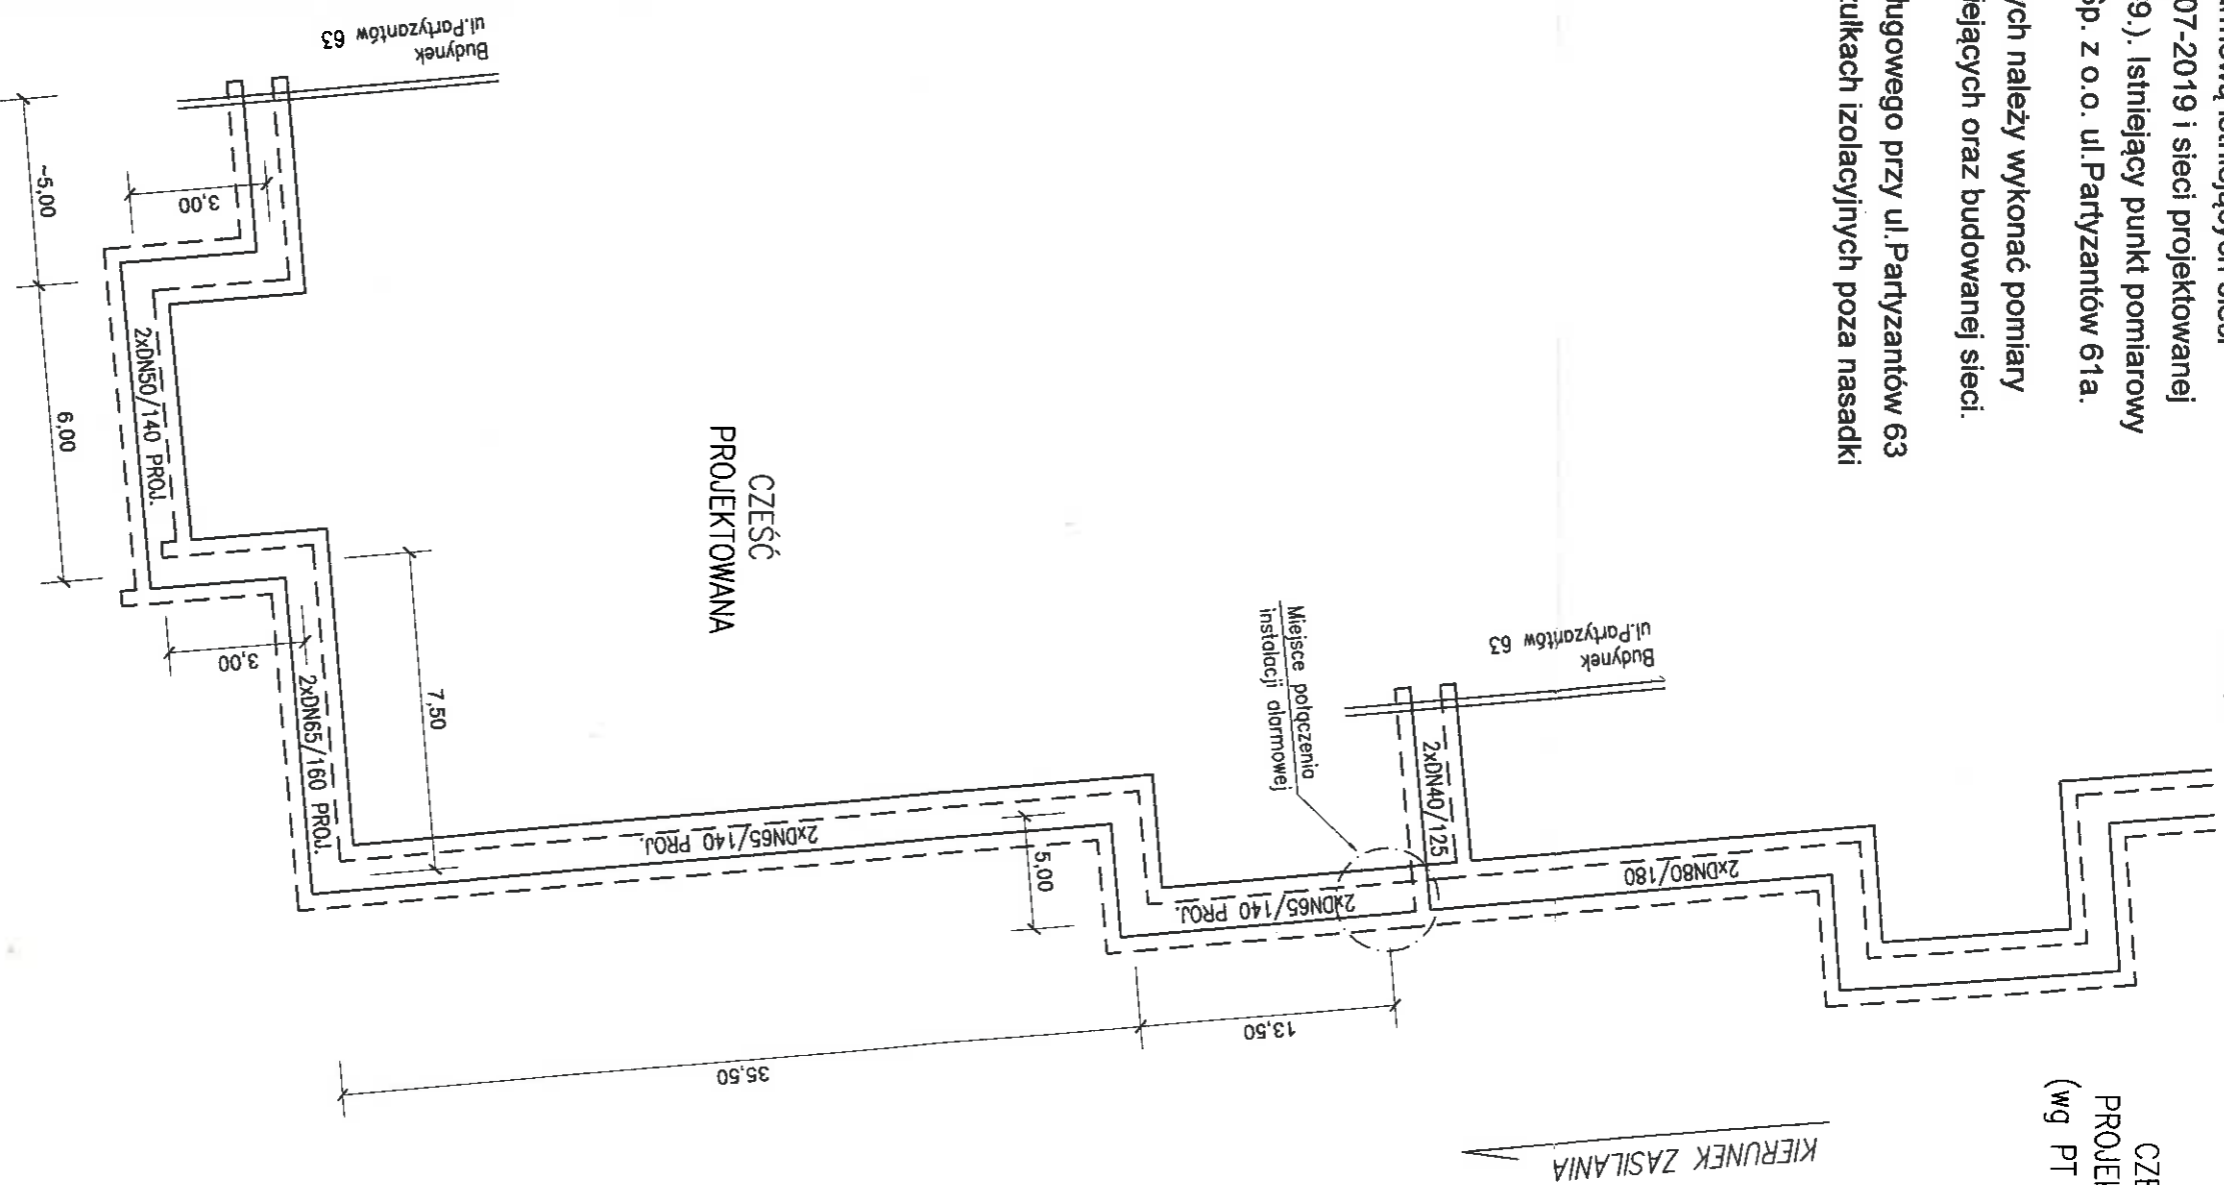 07-2019 i sieci projektowanej
9.). Istniejący punkt pomiarowy
Sp. z o.o. ul.Partyzantów 61a.
ych należy wykonać pomiary
iejących oraz budowanej sieci.
ługowego przy ul.Partyzantów 63
tułkach izolacyjnych poza nasadki
Budynek
ul.Partyzantów 63
~5,00
3,00
6,00
2xDN50/140 PROJ.
3,00
2xDN65/160 PROJ.
7,50
CZEŚĆ
PROJEKTOWANA
2xDN65/140 PROJ.
5,00
35,50
Miejsce połączenia
instalacji alarmowej
Budynek
ul.Partyzantów 63
2xDN40/125
2xDN65/140 PROJ.
13,50
2xDN80/180
KIERUNEK ZASILANIA
CZE
PROJE
(wg PT